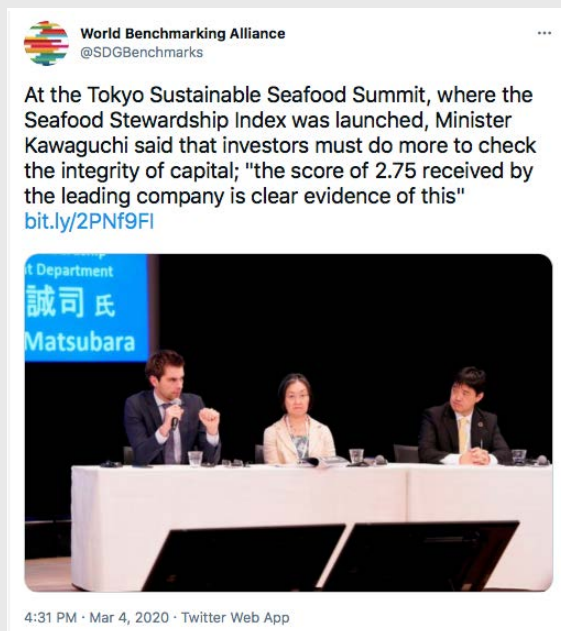 World Benchmarking Alliance
@SDGBenchmarks
At the Tokyo Sustainable Seafood Summit, where the
Seafood Stewardship Index was launched, Minister
Kawaguchi said that investors must do more to check
the integrity of capital; "the score of 2.75 received by
the leading company is clear evidence of this"
bit.ly/2PNf9Fl
t Department
誠司 氏
Matsubara
4:31 PM · Mar 4, 2020 · Twitter Web App